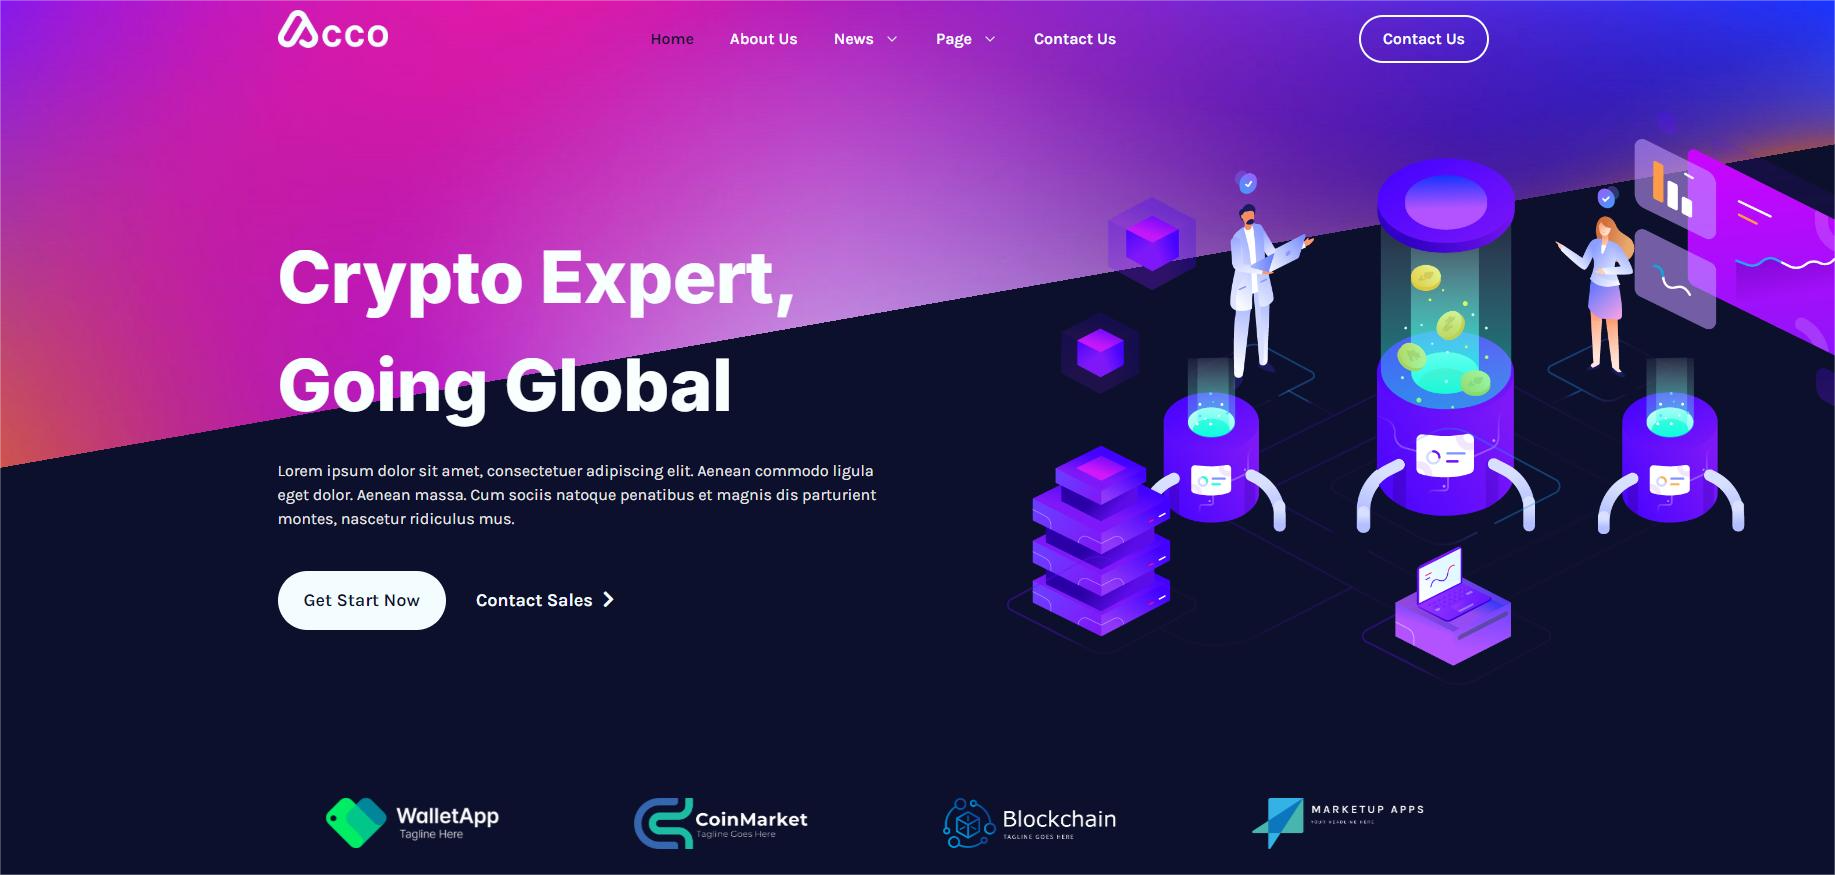 Acco
Home About Us News Page Contact Us
Contact Us
Crypto Expert,
Going Global
Lorem ipsum dolor sit amet, consectetuer adipiscing elit. Aenean commodo ligula
eget dolor. Aenean massa. Cum sociis natoque penatibus et magnis dis parturient
montes, nascetur ridiculus mus.
Get Start Now
Contact Sales
WalletApp
Tagline Here
CoinMarket
Tagline Goes Here
Blockchain
TAGLINE GOES HERE
MARKETUP APPS
YOUR HEADLINE HERE